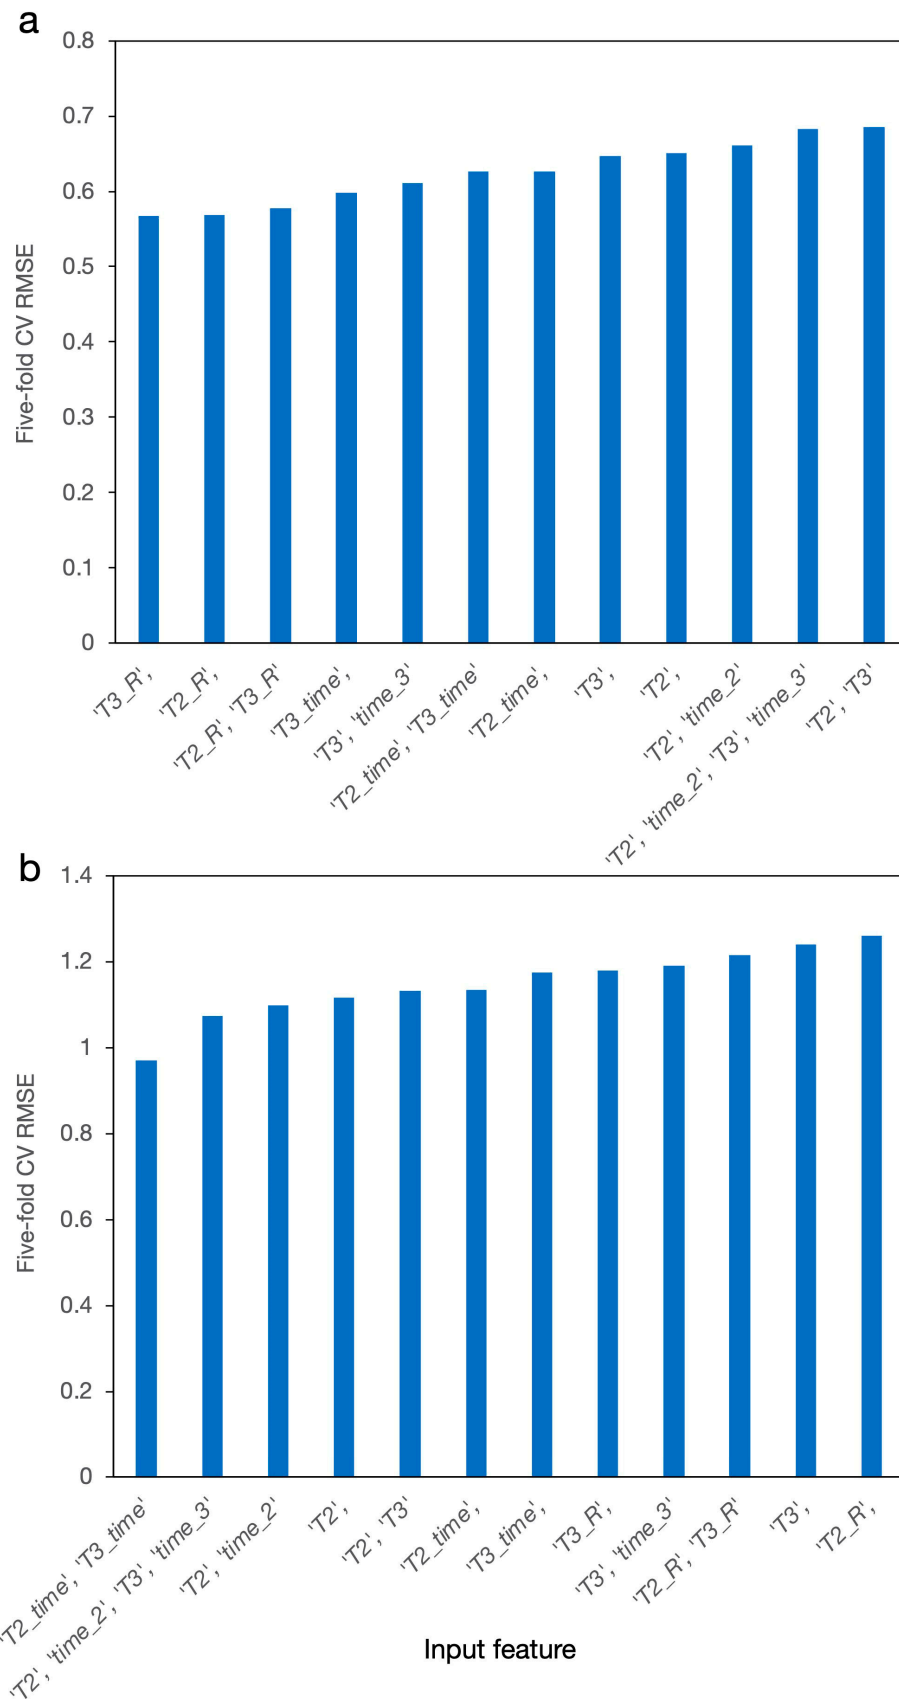 a
0.8
0.7
0.6
0.5
0.4
0.3
0.2
0.1
0
Five-fold CV RMSE
'T3_R',
'T2_R',
'T2_R', 'T3_R'
'T3_time',
'T3', 'time_3'
'T2_time', 'T3_time'
'T2_time',
'T3',
'T2',
'T2', 'time_2'
'T2', 'time_2', 'T3', 'time_3'
'T2', 'T3'
b
1.4
1.2
1
0.8
0.6
0.4
0.2
0
Five-fold CV RMSE
'T2_time', 'T3_time'
'T2', 'time_2', 'T3', 'time_3'
'T2', 'time_2'
'T2',
'T2', 'T3'
'T2_time',
'T3_time',
'T3_R',
'T3', 'time_3'
'T2_R', 'T3_R'
'T3',
'T2_R',
Input feature